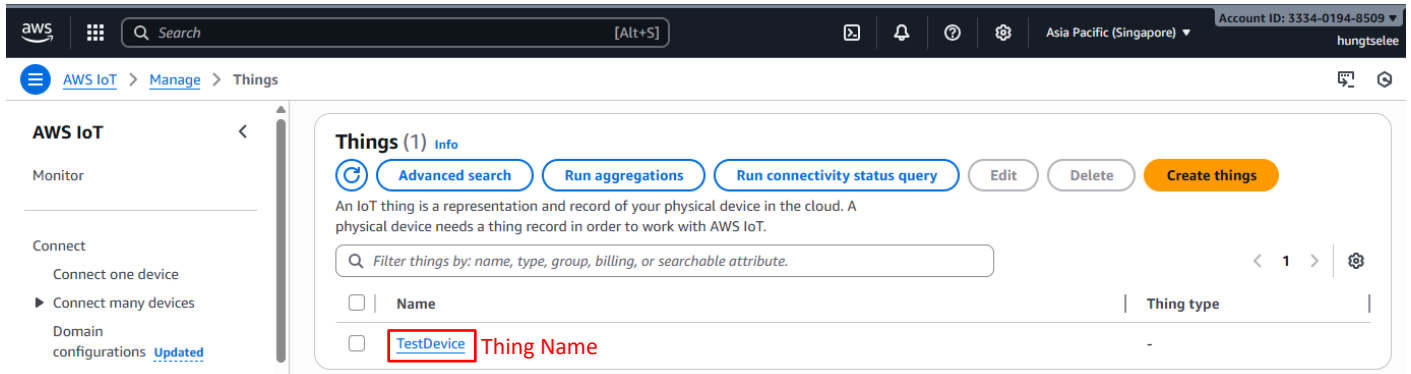 aws
Search [Alt+S]
Asia Pacific (Singapore) ▼
Account ID: 3334-0194-8509 ▼
hungtselee
AWS IoT > Manage > Things
AWS IoT
Monitor
Connect
Connect one device
Connect many devices
Domain
configurations Updated
Things (1) Info
Advanced search Run aggregations Run connectivity status query Edit Delete Create things
An IoT thing is a representation and record of your physical device in the cloud. A
physical device needs a thing record in order to work with AWS IoT.
Filter things by: name, type, group, billing, or searchable attribute.
< 1 >
Name Thing type
TestDevice Thing Name -